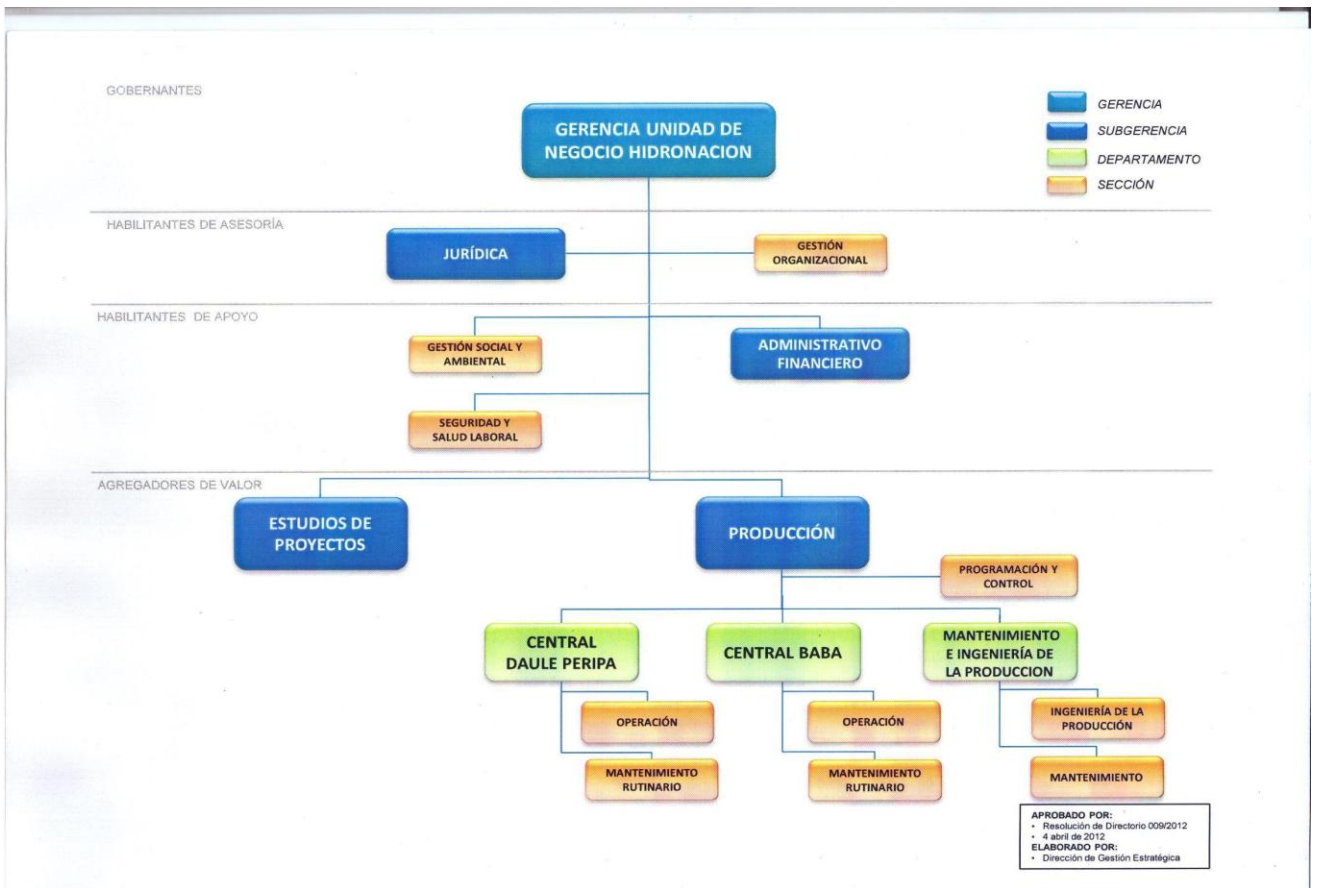 GOBERNANTES
GERENCIA UNIDAD DE
NEGOCIO HIDRONACION
GERENCIA
SUBGERENCIA
DEPARTAMENTO
SECCIÓN
HABILITANTES DE ASESORÍA
JURÍDICA
GESTIÓN
ORGANIZACIONAL
HABILITANTES DE APOYO
GESTIÓN SOCIAL Y
AMBIENTAL
ADMINISTRATIVO
FINANCIERO
SEGURIDAD Y
SALUD LABORAL
AGREGADORES DE VALOR
ESTUDIOS DE
PROYECTOS
PRODUCCIÓN
PROGRAMACIÓN Y
CONTROL
CENTRAL
DAULE PERIPA
CENTRAL BABA
MANTENIMIENTO
E INGENIERÍA DE
LA PRODUCCION
OPERACIÓN
OPERACIÓN
INGENIERÍA DE LA
PRODUCCIÓN
MANTENIMIENTO
RUTINARIO
MANTENIMIENTO
RUTINARIO
MANTENIMIENTO
APROBADO POR:
• Resolución de Directorio 009/2012
• 4 abril de 2012
ELABORADO POR:
• Dirección de Gestión Estratégica